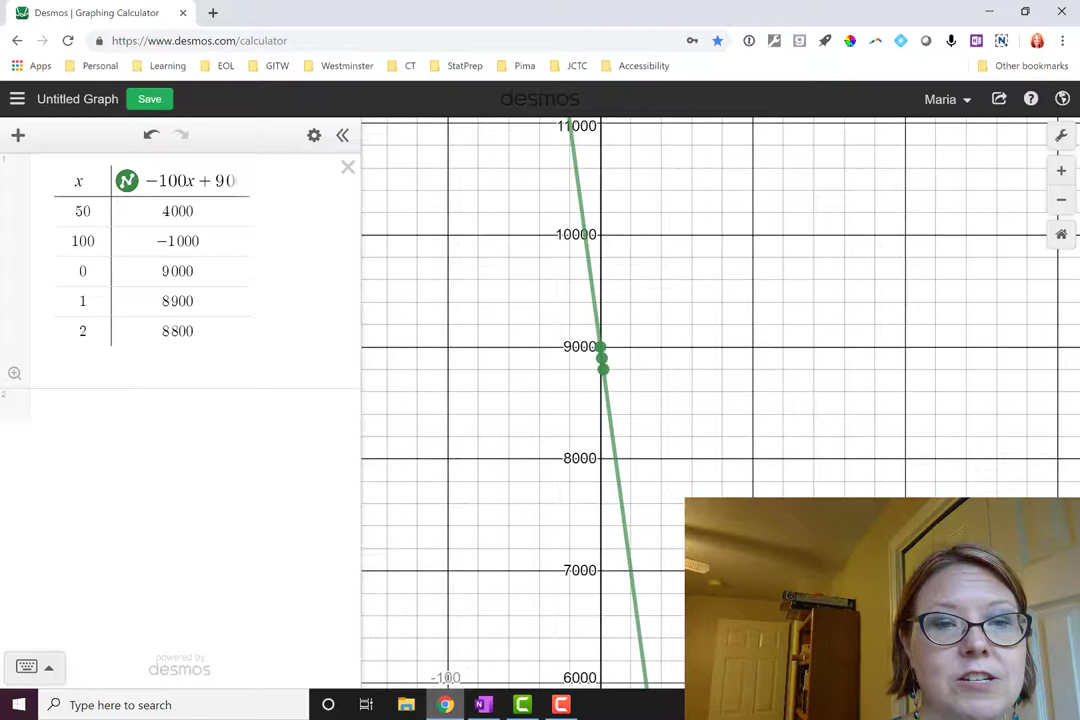 Desmos | Graphing Calculator
https://www.desmos.com/calculator
Apps Personal Learning EOL GITW Westminster CT StatPrep Pima JCTC Accessibility Other bookmarks
Untitled Graph Save desmos Maria
1
x −100x + 90
50 4000
100 −1000
0 9000
1 8900
2 8800
2
11000
10000
9000
8000
7000
6000
-100
powered by
desmos
Type here to search